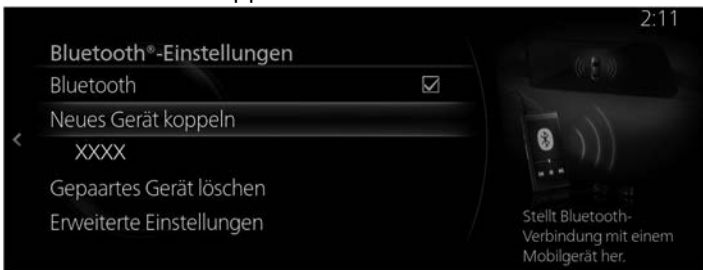 2:11
Bluetooth®-Einstellungen
Bluetooth
Neues Gerät koppeln
XXXX
Gepaartes Gerät löschen
Erweiterte Einstellungen
Stellt Bluetooth-
Verbindung mit einem
Mobilgerät her.